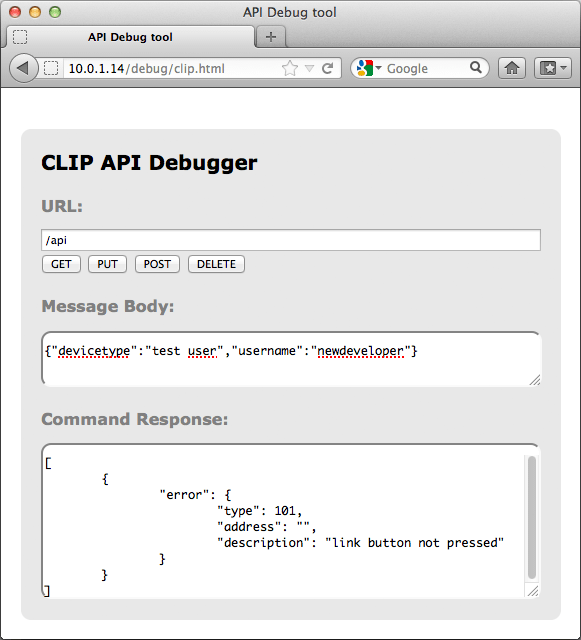 API Debug tool
API Debug tool
10.0.1.14/debug/clip.html
Google
CLIP API Debugger
URL:
/api
GET PUT POST DELETE
Message Body:
{"devicetype":"test user","username":"newdeveloper"}
Command Response:
[
{
"error": {
"type": 101,
"address": "",
"description": "link button not pressed"
}
}
]